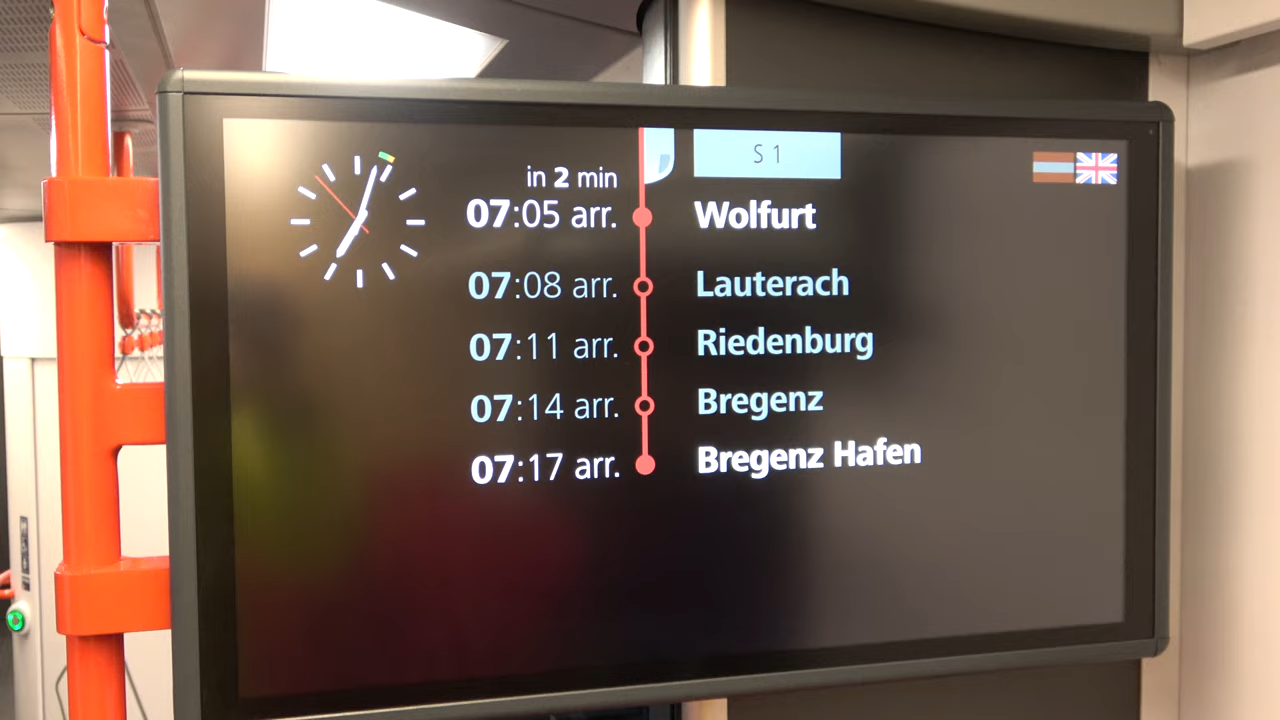 S 1
in 2 min
07:05 arr. Wolfurt
07:08 arr. Lauterach
07:11 arr. Riedenburg
07:14 arr. Bregenz
07:17 arr. Bregenz Hafen